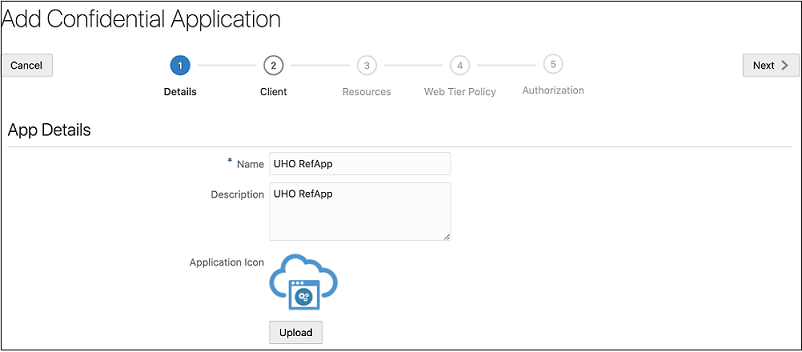 Add Confidential Application
Cancel
1
2
3
4
5
Next
Details
Client
Resources
Web Tier Policy
Authorization
App Details
* Name
UHO RefApp
Description
UHO RefApp
Application Icon
Upload